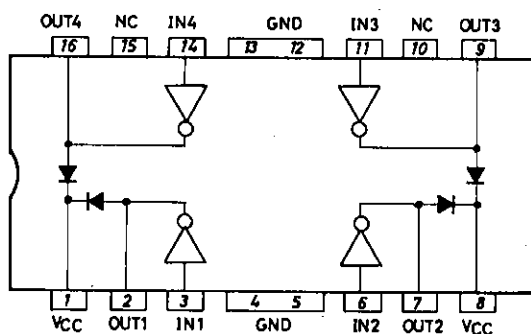 OUT4 NC IN4 GND IN3 NC OUT3
16 15 14 13 12 11 10 9
1 2 3 4 5 6 7 8
VCC OUT1 IN1 GND IN2 OUT2 VCC